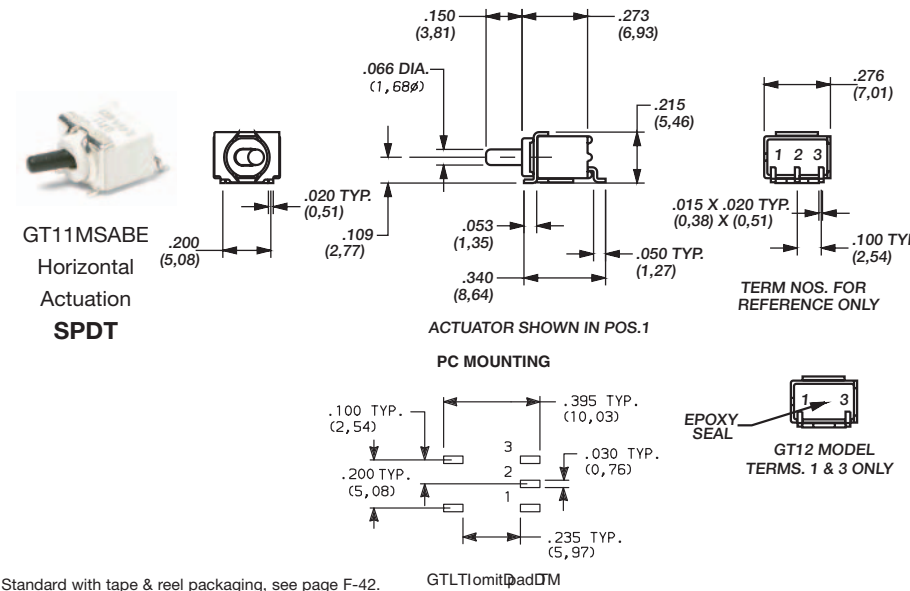 .150
(3,81)
.273
(6,93)
.066 DIA.
(1,68ø)
.215
(5,46)
.276
(7,01)
1 2 3
.020 TYP.
(0,51)
.200
(5,08)
.109
(2,77)
.053
(1,35)
.050 TYP.
(1,27)
.340
(8,64)
.015 X .020 TYP.
(0,38) X (0,51)
.100 TYP
(2,54)
GT11MSABE
Horizontal
Actuation
SPDT
ACTUATOR SHOWN IN POS.1
TERM NOS. FOR
REFERENCE ONLY
PC MOUNTING
.395 TYP.
(10,03)
.100 TYP.
(2,54)
3
2
1
.030 TYP.
(0,76)
.200 TYP.
(5,08)
.235 TYP.
(5,97)
1 3
EPOXY
SEAL
GT12 MODEL
TERMS. 1 & 3 ONLY
Standard with tape & reel packaging, see page F-42.